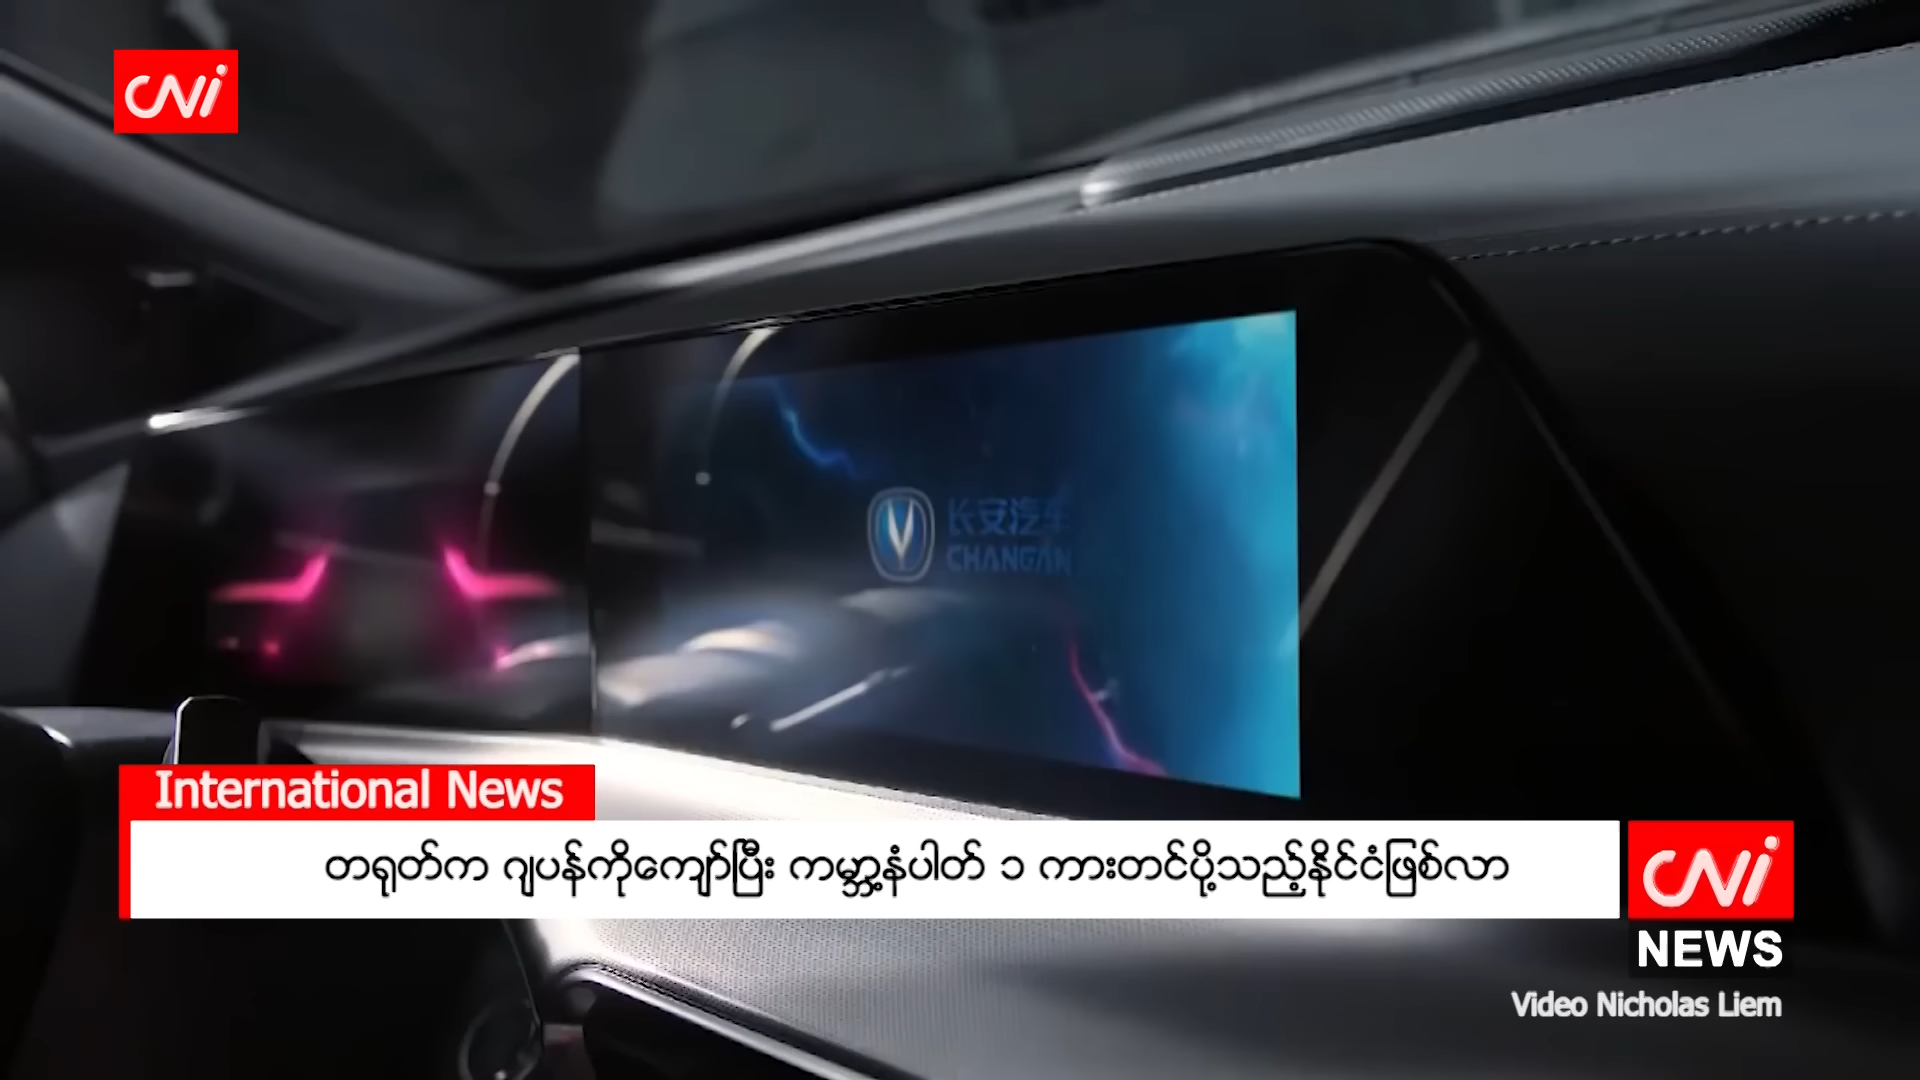 CNi
长安汽车
CHANGAN
International News
တရုတ်က ဂျပန်ကိုကျော်ပြီး ကမ္ဘာ့နံပါတ် ၁ ကားတင်ပို့သည့်နိုင်ငံဖြစ်လာ
CNi
NEWS
Video Nicholas Liem